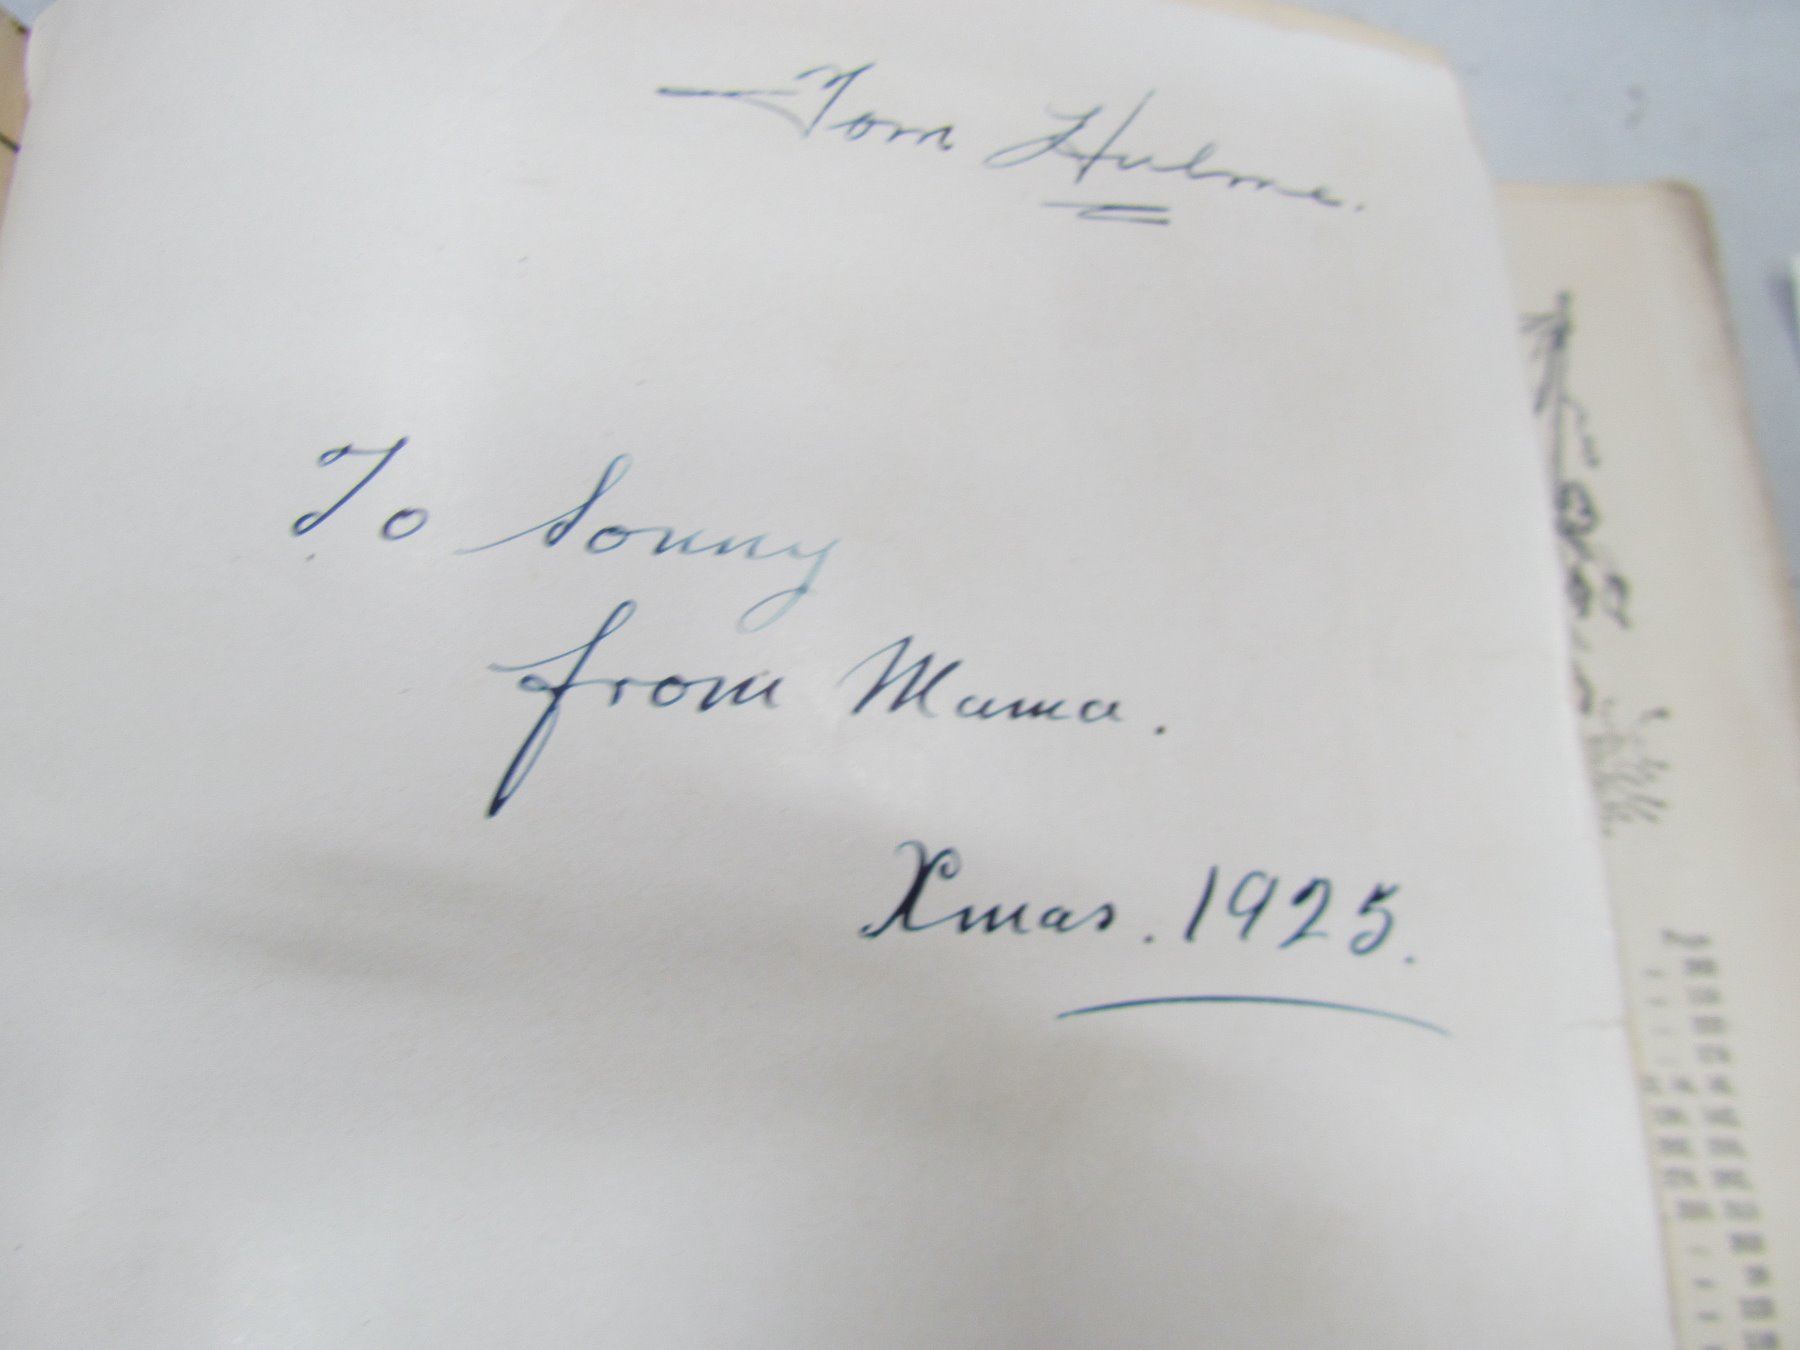 Tom Hulme.
To Sonny
from Mama.
Xmas. 1925.